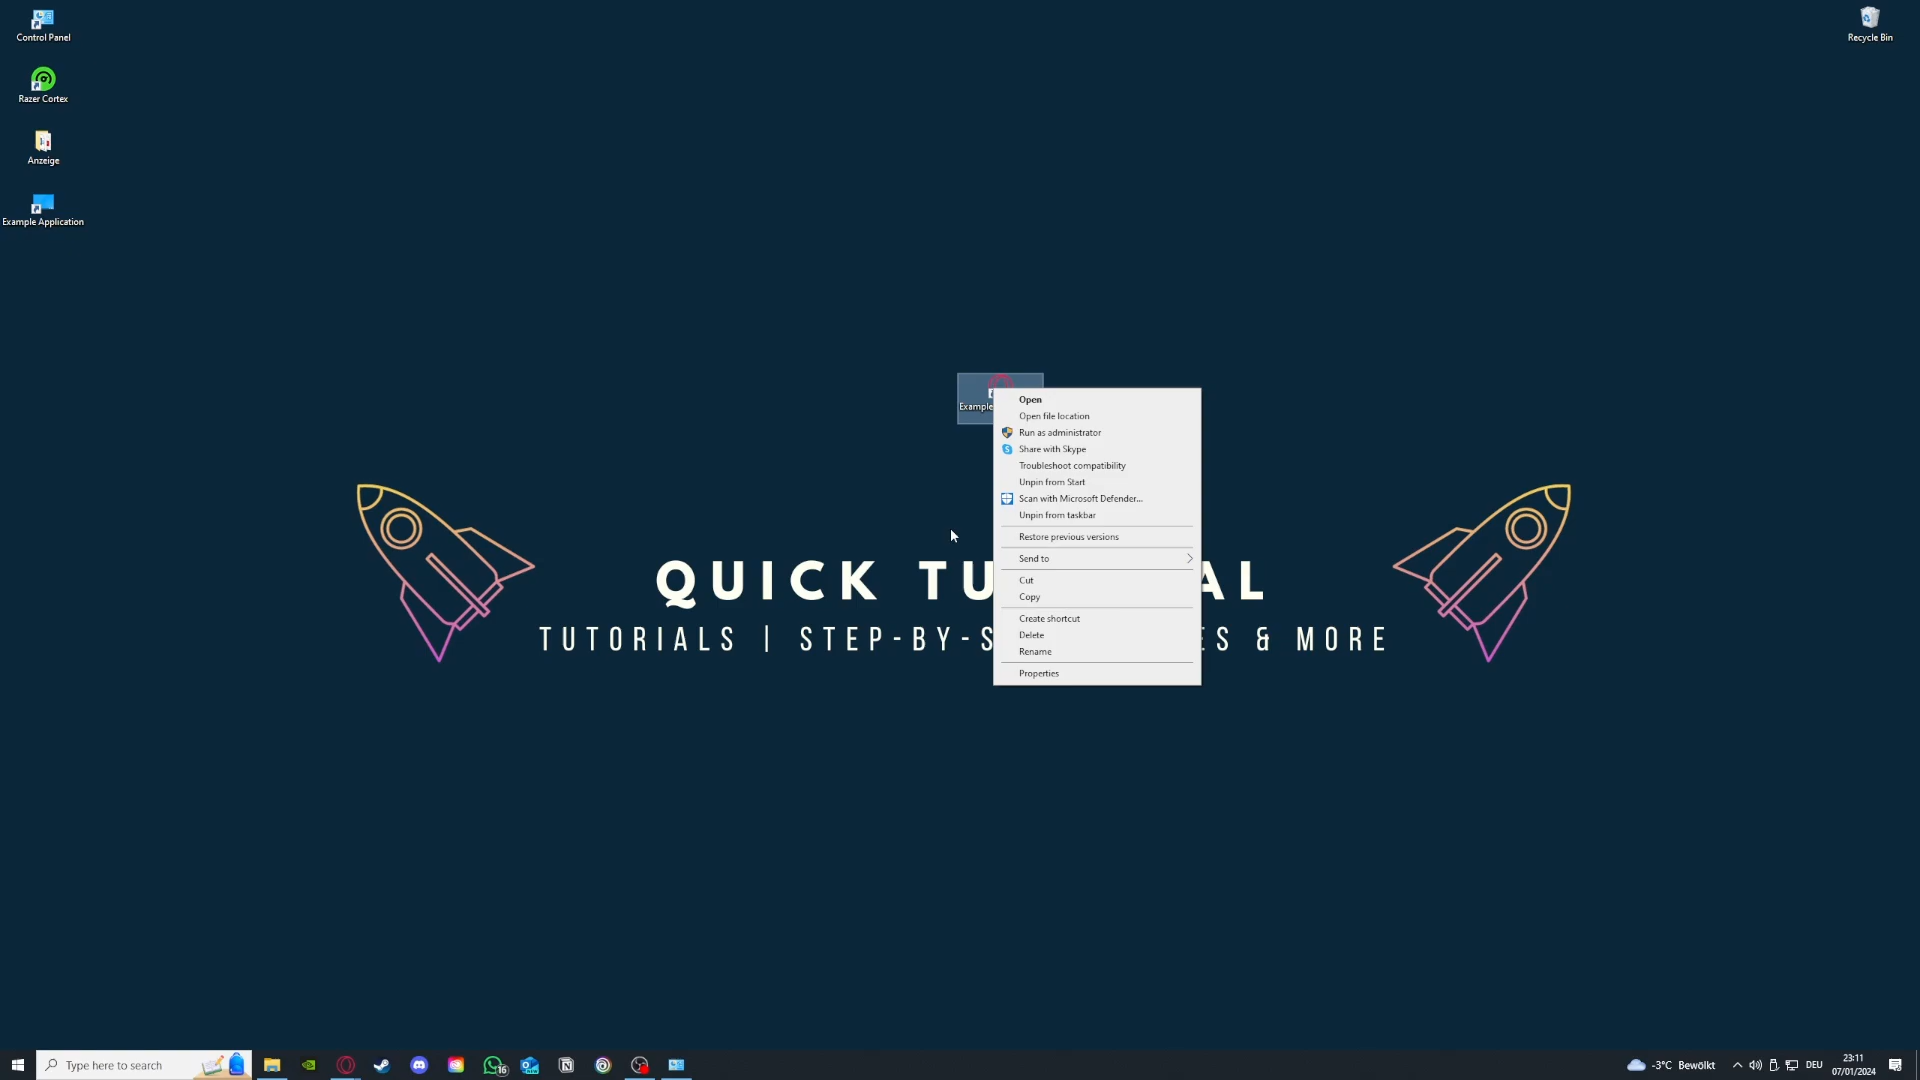 Control Panel
Razer Cortex
Anzeige
Example Application
Recycle Bin
Example
Open
Open file location
Run as administrator
Share with Skype
Troubleshoot compatibility
Unpin from Start
Scan with Microsoft Defender...
Unpin from taskbar
Restore previous versions
Send to
Cut
Copy
Create shortcut
Delete
Rename
Properties
QUICK TU AL
TUTORIALS | STEP-BY-S ES & MORE
Type here to search
16
-3°C Bewölkt
DEU
23:11
07/01/2024